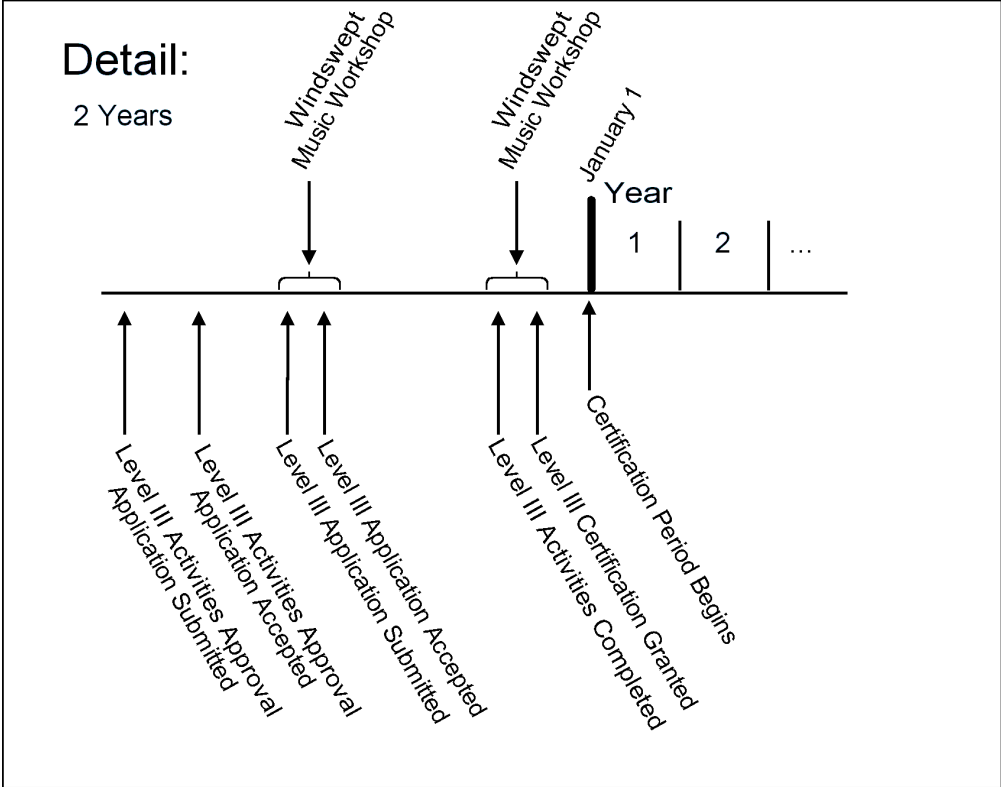 Detail:
2 Years
Windswept
Music Workshop
Windswept
Music Workshop
January 1
Year
1
2
...
Level III Activities Approval
Application Submitted
Level III Activities Approval
Application Accepted
Level III Application Submitted
Level III Application Accepted
Level III Activities Completed
Level III Certification Granted
Certification Period Begins